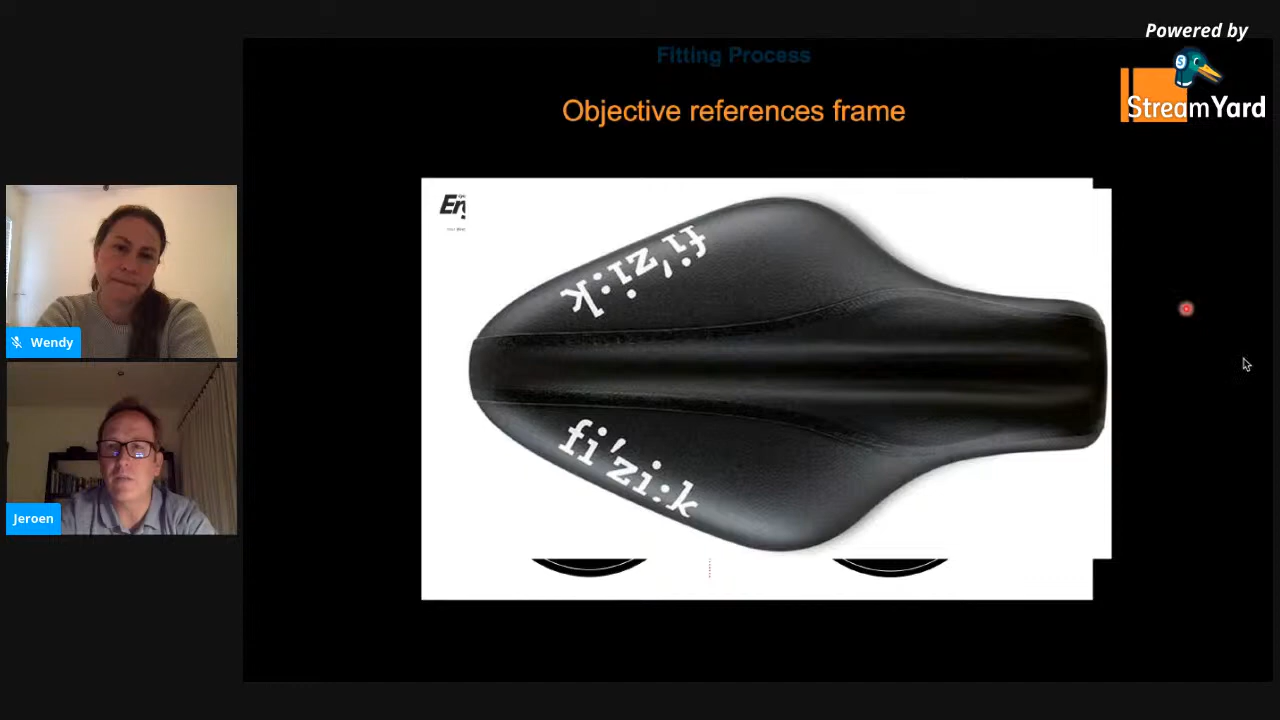 Powered by
StreamYard
Fitting Process
Objective references frame
fi'zi:k
fi'zi:k
Wendy
Jeroen